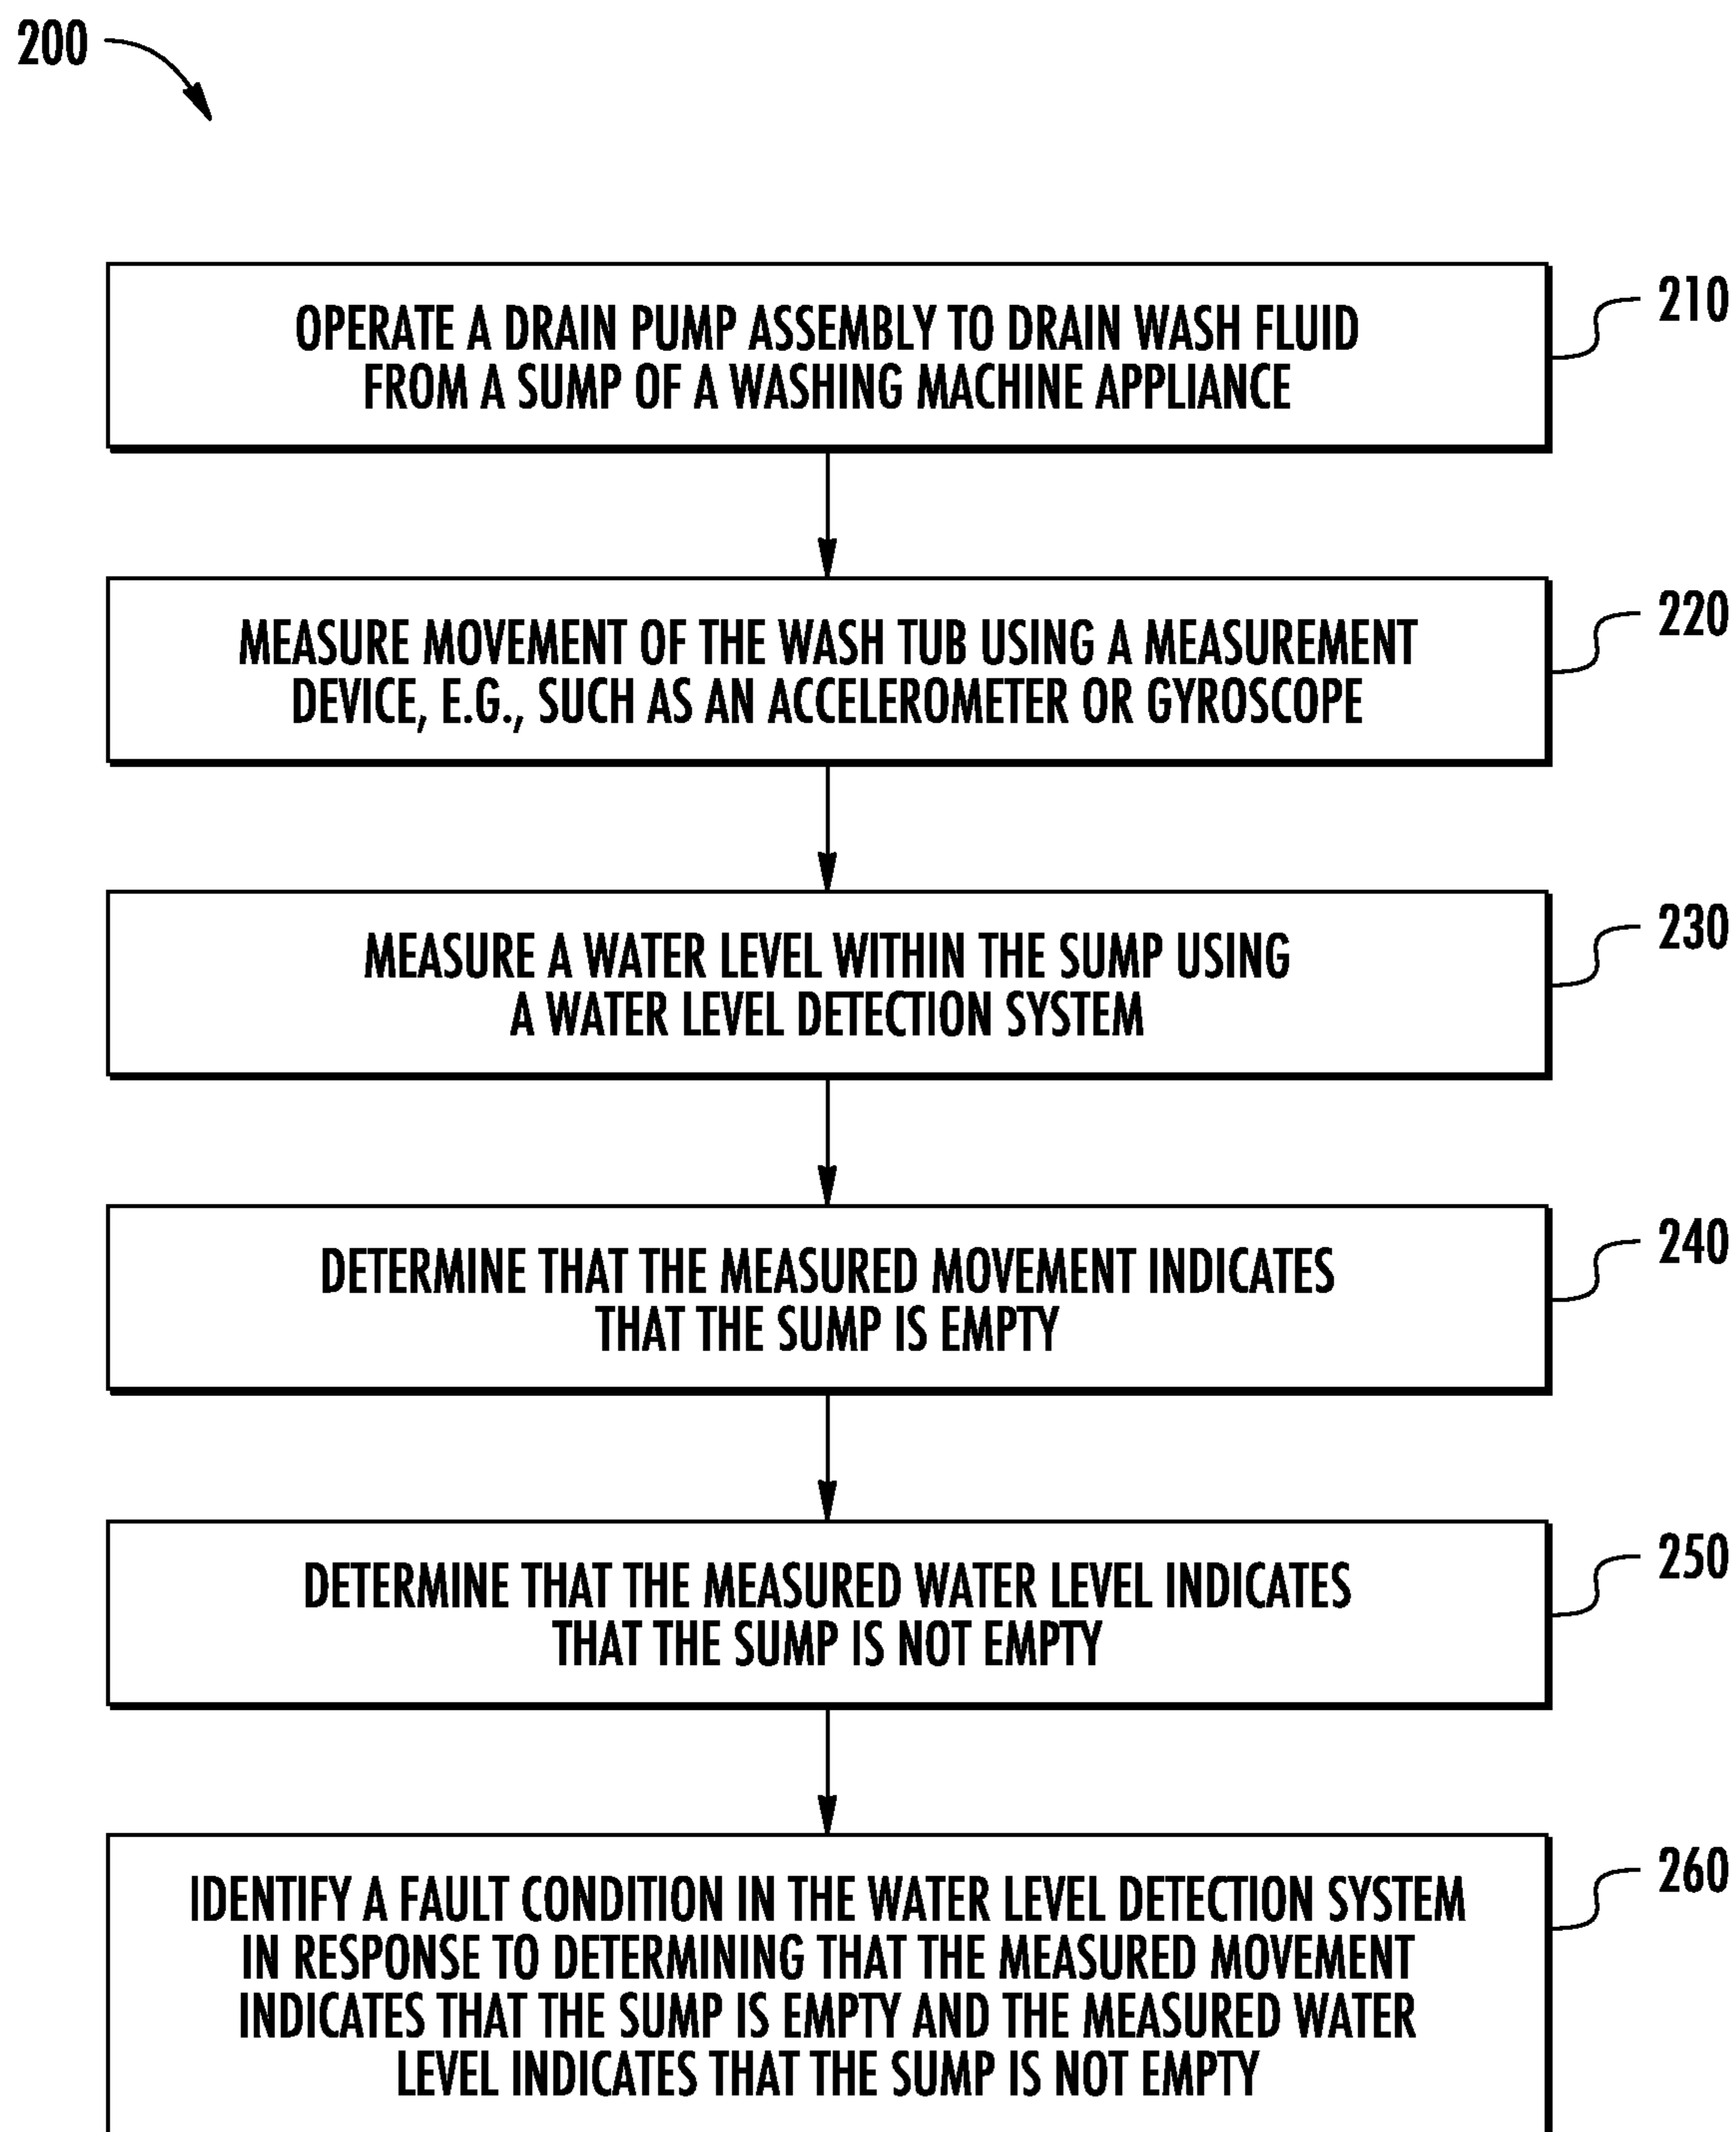 200
OPERATE A DRAIN PUMP ASSEMBLY TO DRAIN WASH FLUID
FROM A SUMP OF A WASHING MACHINE APPLIANCE
210
MEASURE MOVEMENT OF THE WASH TUB USING A MEASUREMENT
DEVICE, E.G., SUCH AS AN ACCELEROMETER OR GYROSCOPE
220
MEASURE A WATER LEVEL WITHIN THE SUMP USING
A WATER LEVEL DETECTION SYSTEM
230
DETERMINE THAT THE MEASURED MOVEMENT INDICATES
THAT THE SUMP IS EMPTY
240
DETERMINE THAT THE MEASURED WATER LEVEL INDICATES
THAT THE SUMP IS NOT EMPTY
250
IDENTIFY A FAULT CONDITION IN THE WATER LEVEL DETECTION SYSTEM
IN RESPONSE TO DETERMINING THAT THE MEASURED MOVEMENT
INDICATES THAT THE SUMP IS EMPTY AND THE MEASURED WATER
LEVEL INDICATES THAT THE SUMP IS NOT EMPTY
260